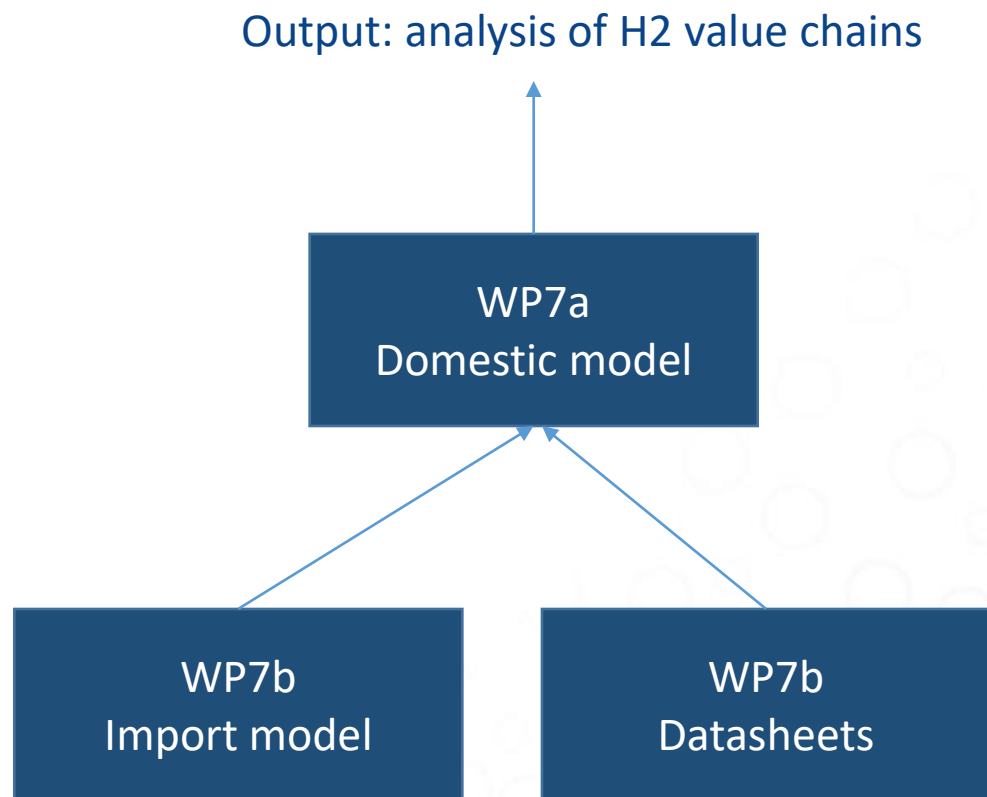 Output: analysis of H2 value chains
WP7a
Domestic model
WP7b
Import model
WP7b
Datasheets